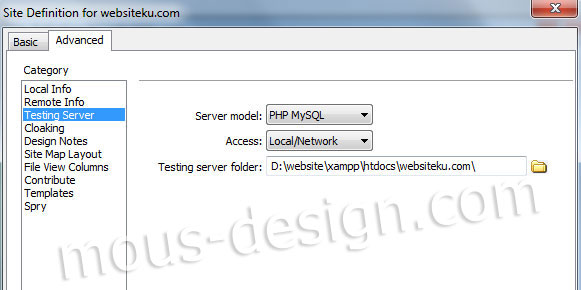 Site Definition for websiteku.com
Basic
Advanced
Category
Local Info
Remote Info
Testing Server
Cloaking
Design Notes
Site Map Layout
File View Columns
Contribute
Templates
Spry
Server model: PHP MySQL
Access: Local/Network
Testing server folder: D:\website\xampp\htdocs\websiteku.com\
mous-design.com